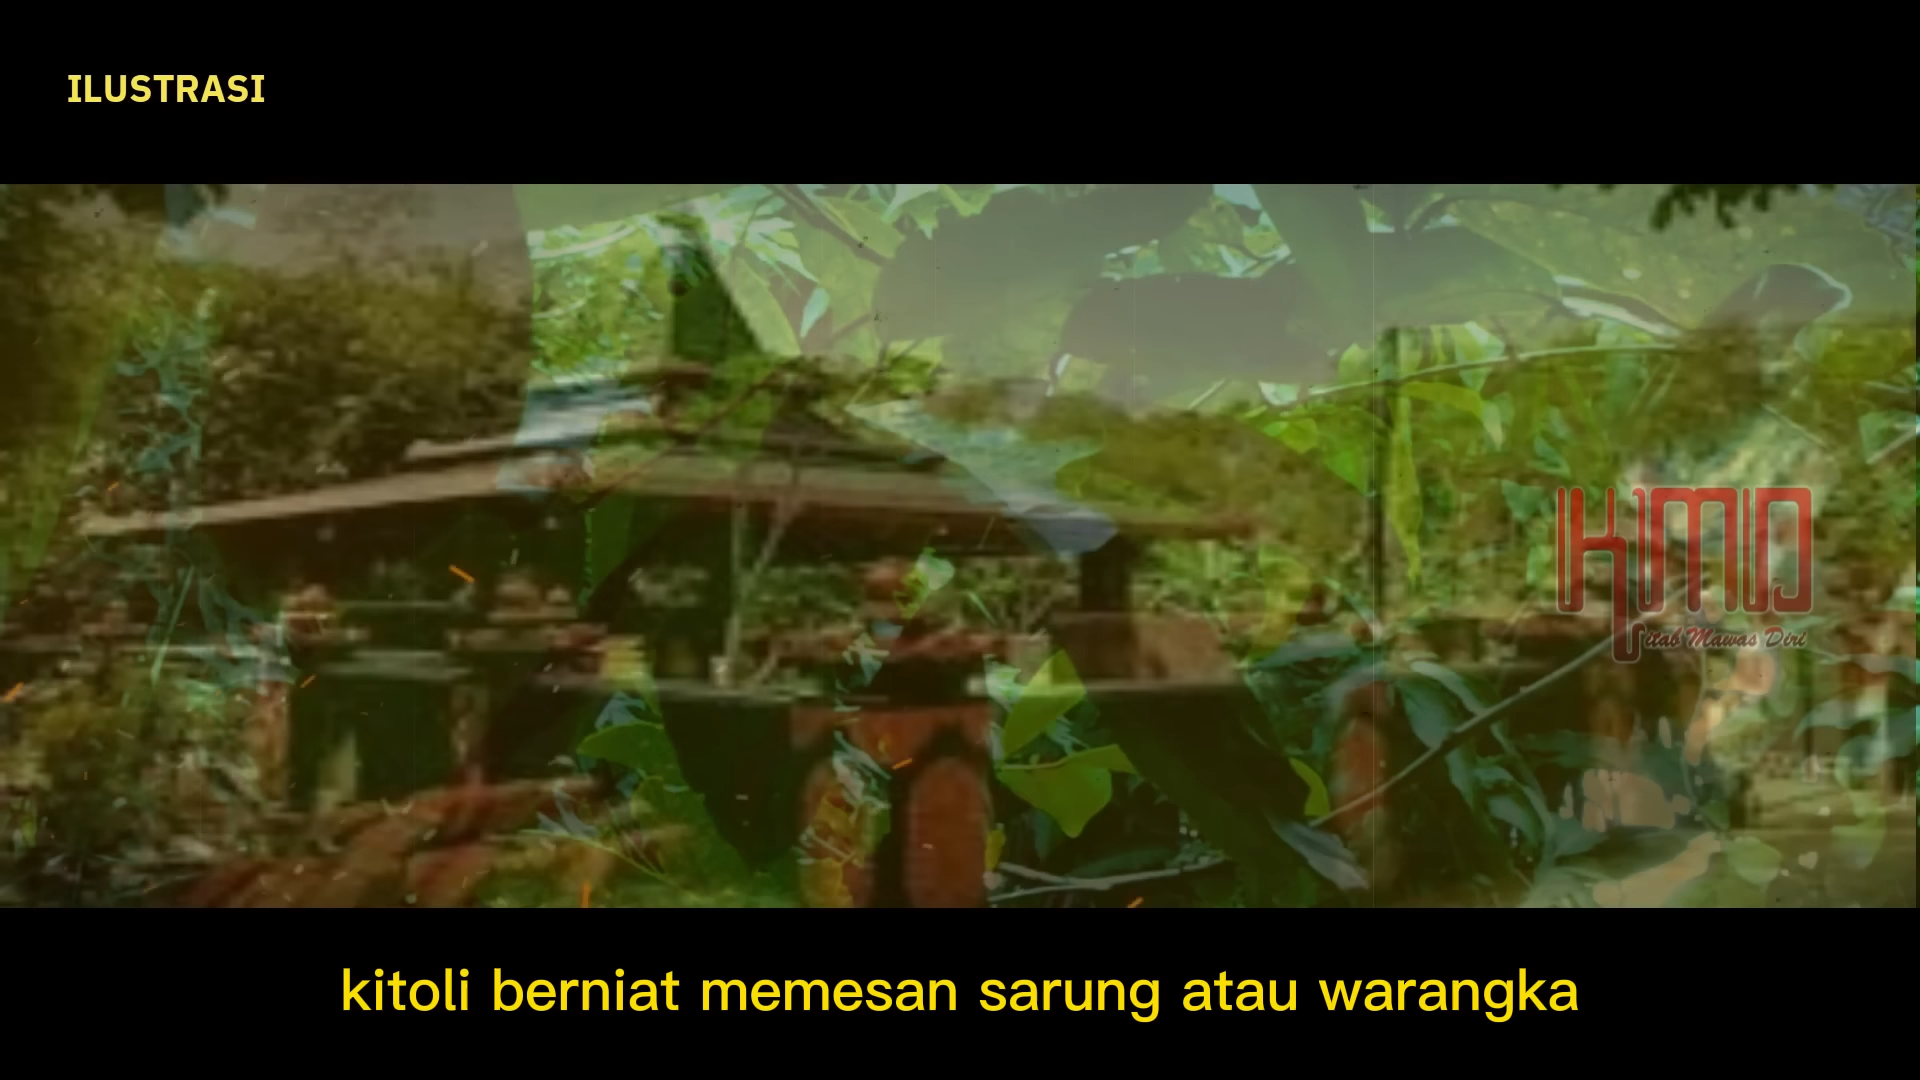 ILUSTRASI
KMD
Kitab Mawas Diri
kitoli berniat memesan sarung atau warangka